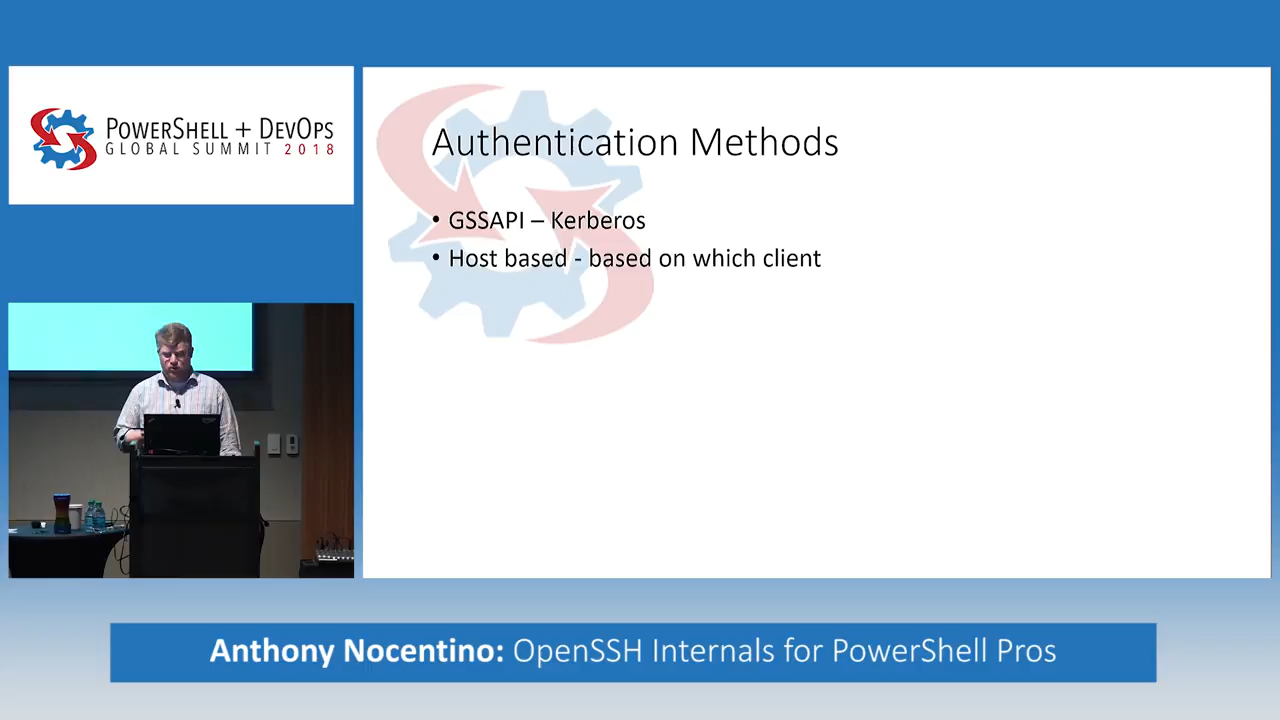 POWERSHELL + DEVOPS
GLOBAL SUMMIT 2018
Authentication Methods
• GSSAPI – Kerberos
• Host based - based on which client
Anthony Nocentino: OpenSSH Internals for PowerShell Pros